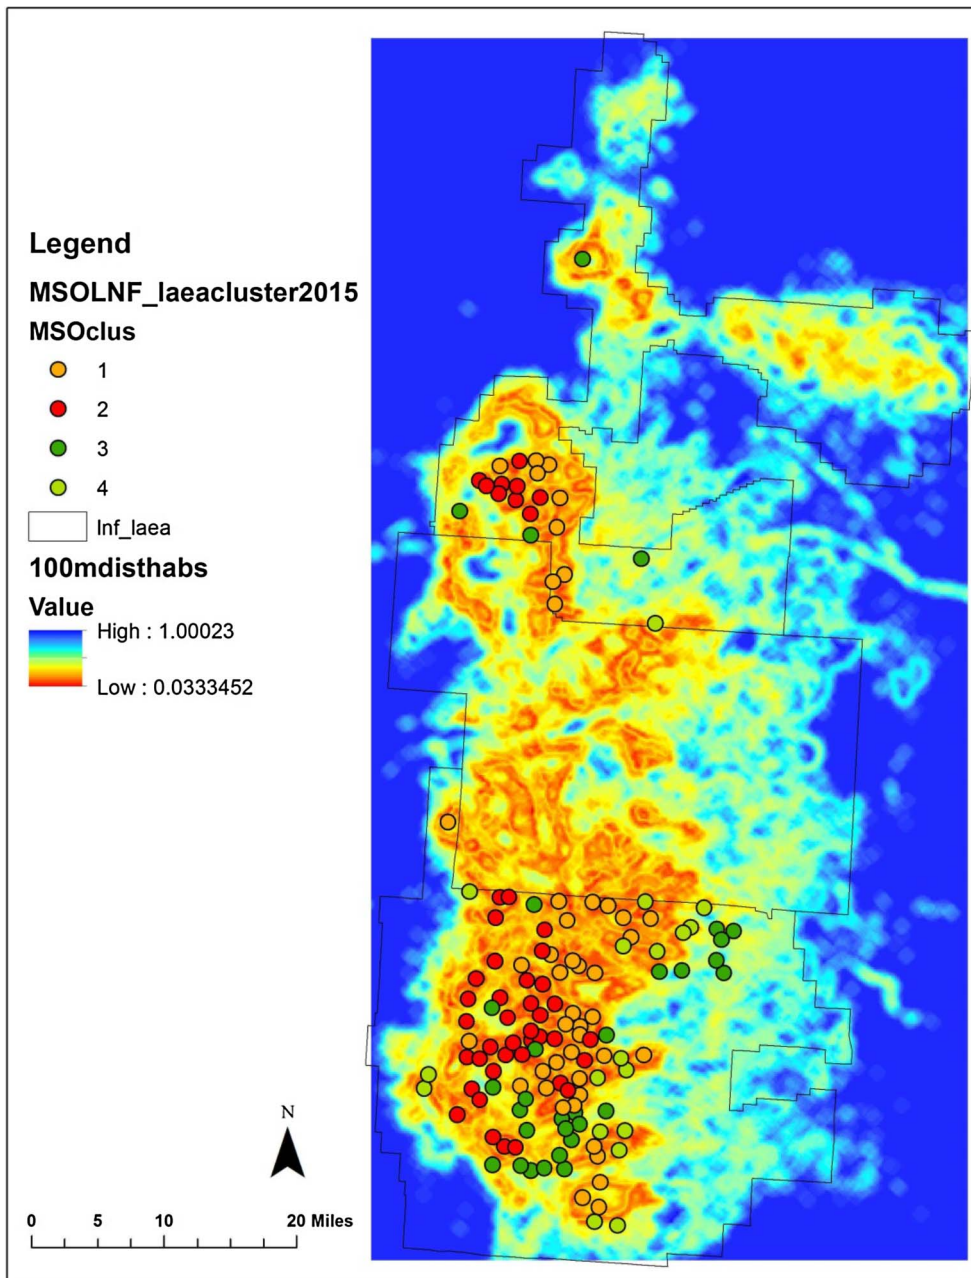 Legend
MSOLNF_laeacluster2015
MSOclus
1
2
3
4
lnf_laea
100mdisthabs
Value
High : 1.00023
Low : 0.0333452
N
0 5 10 20 Miles